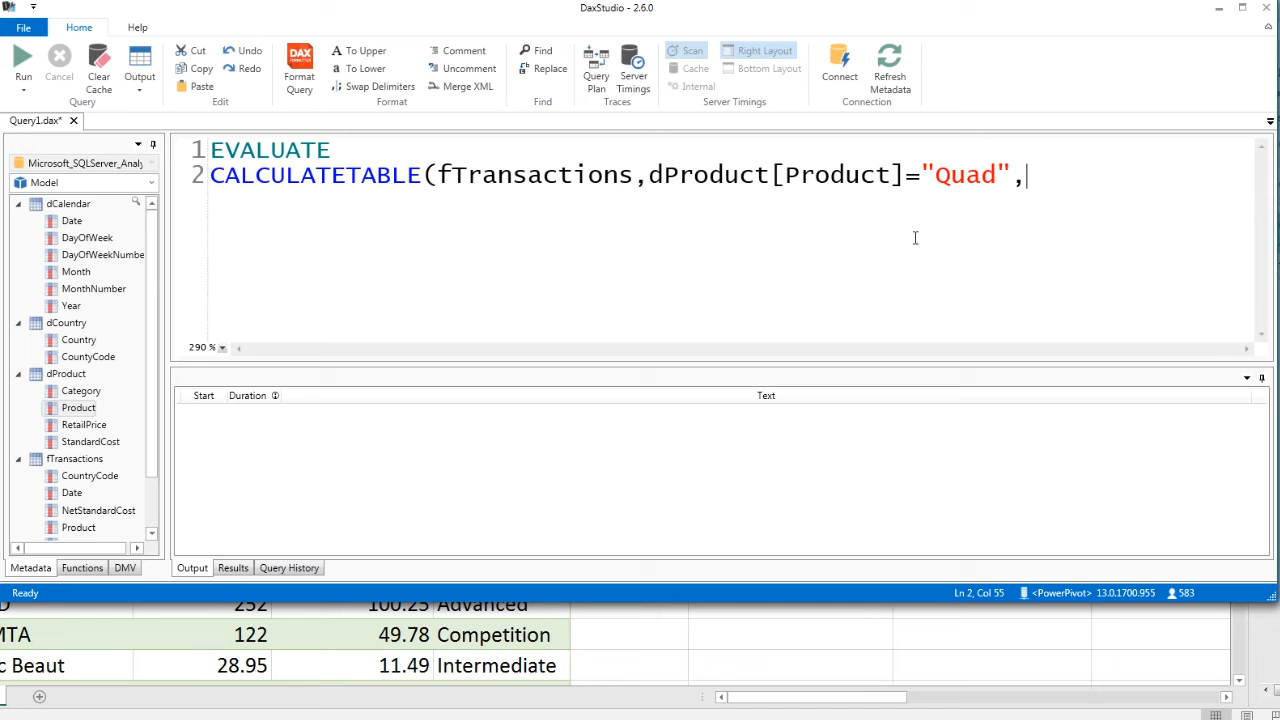 DaxStudio - 2.6.0
File Home Help
Run
Cancel
Clear Cache
Output
Query
Cut
Copy
Paste
Undo
Redo
Edit
Format Query
To Upper
To Lower
Swap Delimiters
Comment
Uncomment
Merge XML
Format
Find
Replace
Find
Query Plan
Server Timings
Traces
Scan
Cache
Internal
Right Layout
Bottom Layout
Server Timings
Connect
Refresh Metadata
Connection
Query1.dax*
Microsoft_SQLServer_Analy
Model
dCalendar
Date
DayOfWeek
DayOfWeekNumbe
Month
MonthNumber
Year
dCountry
Country
CountyCode
dProduct
Category
Product
RetailPrice
StandardCost
fTransactions
CountryCode
Date
NetStandardCost
Product
Metadata Functions DMV
1 EVALUATE
2 CALCULATETABLE(fTransactions,dProduct[Product]="Quad",
290 %
Start Duration Text
Output Results Query History
Ready
Ln 2, Col 55 <PowerPivot> 13.0.1700.955 583
D 252 100.25 Advanced
MTA 122 49.78 Competition
c Beaut 28.95 11.49 Intermediate